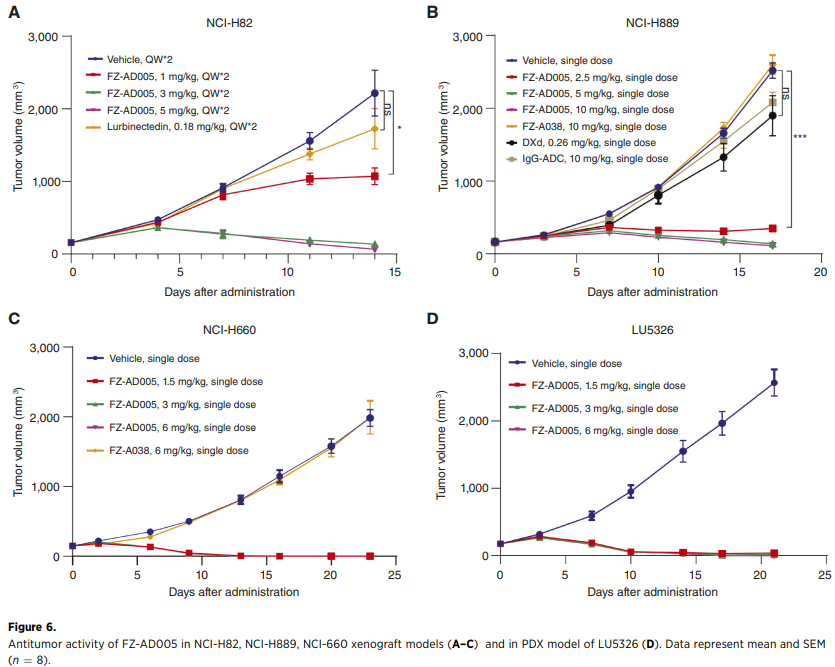 A
NCI-H82
3,000
2,000
1,000
0
Tumor volume (mm³)
Vehicle, QW*2
FZ-AD005, 1 mg/kg, QW*2
FZ-AD005, 3 mg/kg, QW*2
FZ-AD005, 5 mg/kg, QW*2
Lurbinectedin, 0.18 mg/kg, QW*2
ns
*
0 5 10 15
Days after administration
B
NCI-H889
3,000
2,000
1,000
0
Tumor volume (mm³)
Vehicle, single dose
FZ-AD005, 2.5 mg/kg, single dose
FZ-AD005, 5 mg/kg, single dose
FZ-AD005, 10 mg/kg, single dose
FZ-A038, 10 mg/kg, single dose
DXd, 0.26 mg/kg, single dose
IgG-ADC, 10 mg/kg, single dose
ns
***
0 5 10 15 20
Days after administration
C
NCI-H660
3,000
2,000
1,000
0
Tumor volume (mm³)
Vehicle, single dose
FZ-AD005, 1.5 mg/kg, single dose
FZ-AD005, 3 mg/kg, single dose
FZ-AD005, 6 mg/kg, single dose
FZ-A038, 6 mg/kg, single dose
0 5 10 15 20 25
Days after administration
D
LU5326
3,000
2,000
1,000
0
Tumor volume (mm³)
Vehicle, single dose
FZ-AD005, 1.5 mg/kg, single dose
FZ-AD005, 3 mg/kg, single dose
FZ-AD005, 6 mg/kg, single dose
0 5 10 15 20 25
Days after administration
Figure 6.
Antitumor activity of FZ-AD005 in NCI-H82, NCI-H889, NCI-660 xenograft models (A–C) and in PDX model of LU5326 (D). Data represent mean and SEM
(n = 8).